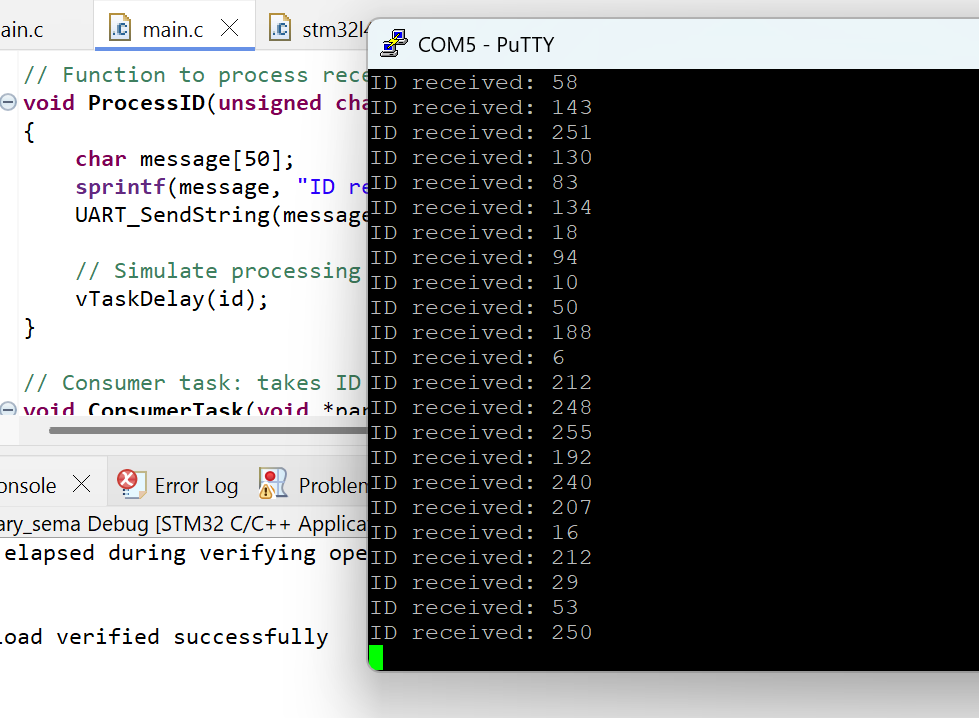 ain.c
main.c
stm32l4
// Function to process rece
void ProcessID(unsigned cha
{
char message[50];
sprintf(message, "ID re
UART_SendString(message
// Simulate processing
vTaskDelay(id);
}
// Consumer task: takes ID
void ConsumerTask(void *par
onsole
Error Log
Problem
ary_sema Debug [STM32 C/C++ Applica
elapsed during verifying ope
load verified successfully
COM5 - PuTTY
ID received: 58
ID received: 143
ID received: 251
ID received: 130
ID received: 83
ID received: 134
ID received: 18
ID received: 94
ID received: 10
ID received: 50
ID received: 188
ID received: 6
ID received: 212
ID received: 248
ID received: 255
ID received: 192
ID received: 240
ID received: 207
ID received: 16
ID received: 212
ID received: 29
ID received: 53
ID received: 250